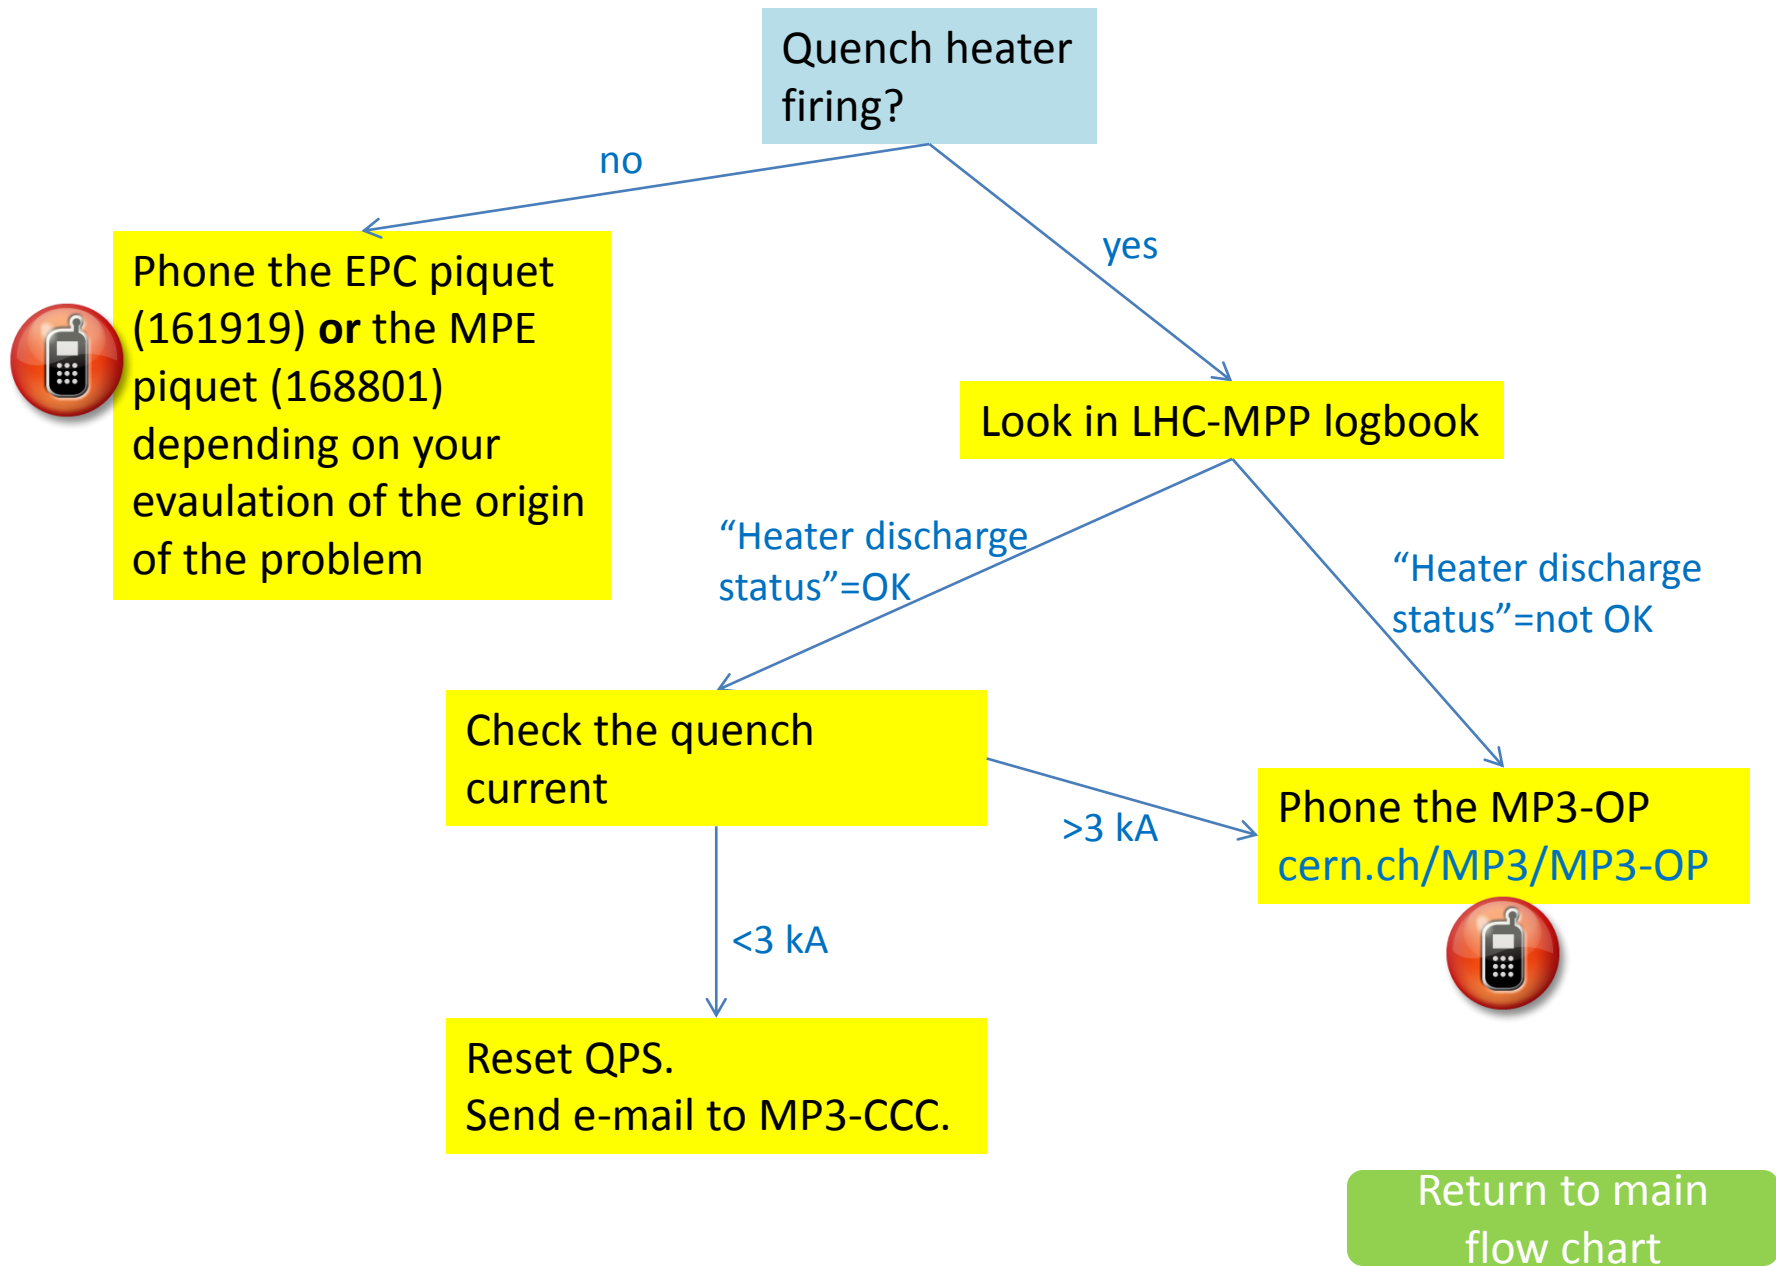 Quench heater
firing?
no
yes
Phone the EPC piquet
(161919) or the MPE
piquet (168801)
depending on your
evaulation of the origin
of the problem
Look in LHC-MPP logbook
“Heater discharge
status”=OK
“Heater discharge
status”=not OK
Check the quench
current
>3 kA
Phone the MP3-OP
cern.ch/MP3/MP3-OP
<3 kA
Reset QPS.
Send e-mail to MP3-CCC.
Return to main
flow chart